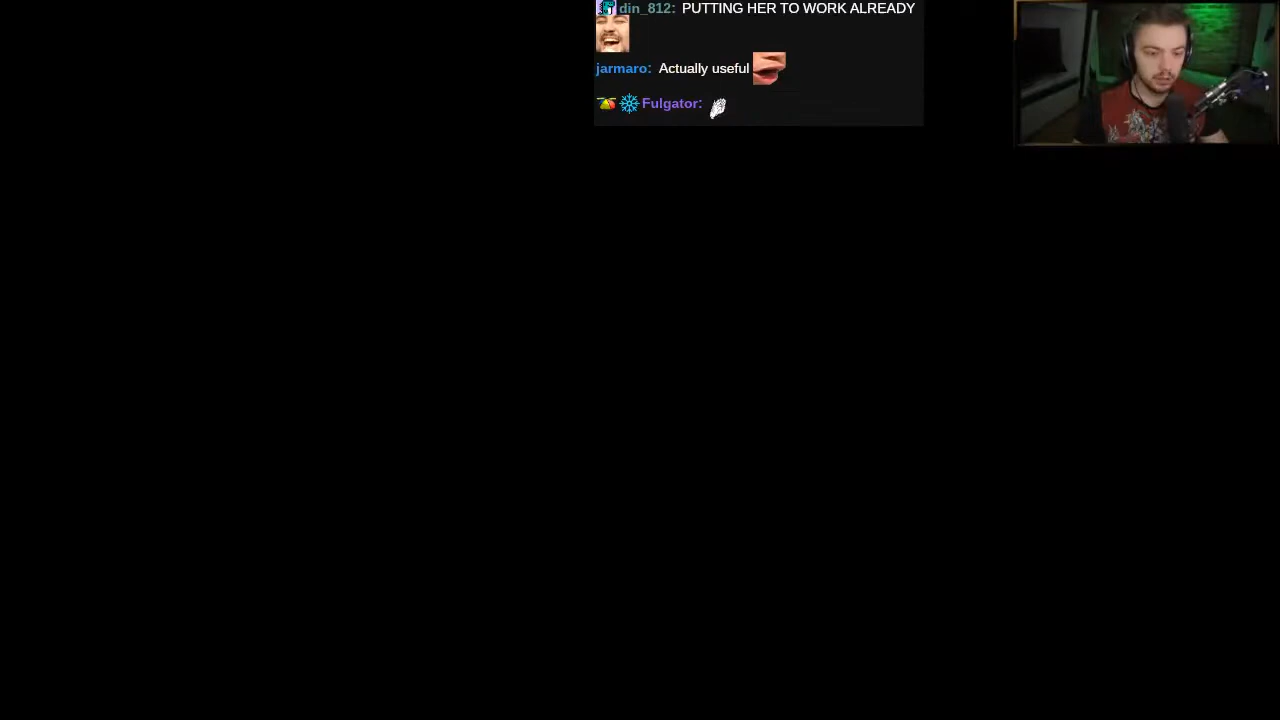 din_812: PUTTING HER TO WORK ALREADY
jarmaro: Actually useful
Fulgator: